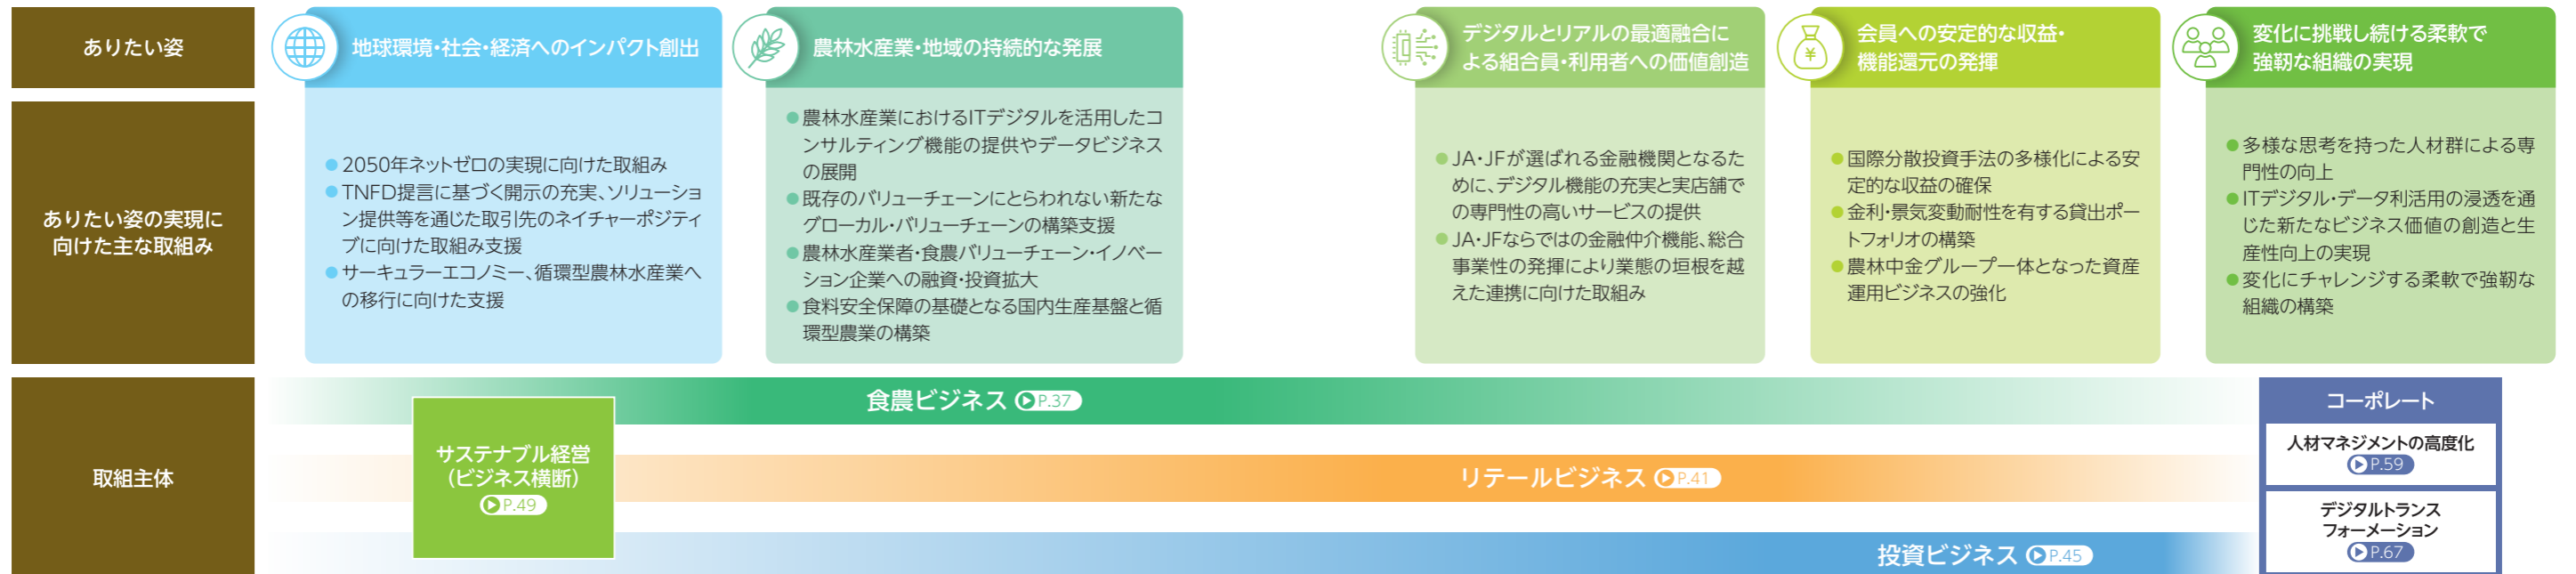 ありたい姿
地球環境・社会・経済へのインパクト創出
農林水産業・地域の持続的な発展
デジタルとリアルの最適融合に
よる組合員・利用者への価値創造
会員への安定的な収益・
機能還元の発揮
変化に挑戦し続ける柔軟で
強靭な組織の実現
ありたい姿の実現に
向けた主な取組み
●2050年ネットゼロの実現に向けた取組み
●TNFD提言に基づく開示の充実、ソリューショ
ン提供等を通じた取引先のネイチャーポジティ
ブに向けた取組み支援
●サーキュラーエコノミー、循環型農林水産業へ
の移行に向けた支援
●農林水産業におけるITデジタルを活用したコ
ンサルティング機能の提供やデータビジネス
の展開
●既存のバリューチェーンにとらわれない新たな
グローカル・バリューチェーンの構築支援
●農林水産業者・食農バリューチェーン・イノベー
ション企業への融資・投資拡大
●食料安全保障の基礎となる国内生産基盤と循
環型農業の構築
●JA・JFが選ばれる金融機関となるた
めに、デジタル機能の充実と実店舗で
の専門性の高いサービスの提供
●JA・JFならではの金融仲介機能、総合
事業性の発揮により業態の垣根を越
えた連携に向けた取組み
●国際分散投資手法の多様化による安
定的な収益の確保
●金利・景気変動耐性を有する貸出ポー
トフォリオの構築
●農林中金グループ一体となった資産
運用ビジネスの強化
●多様な思考を持った人材群による専
門性の向上
●ITデジタル・データ利活用の浸透を通
じた新たなビジネス価値の創造と生
産性向上の実現
●変化にチャレンジする柔軟で強靭な
組織の構築
取組主体
食農ビジネス P.37
サステナブル経営
(ビジネス横断)
P.49
リテールビジネス P.41
投資ビジネス P.45
コーポレート
人材マネジメントの高度化
P.59
デジタルトランス
フォーメーション
P.67
¥